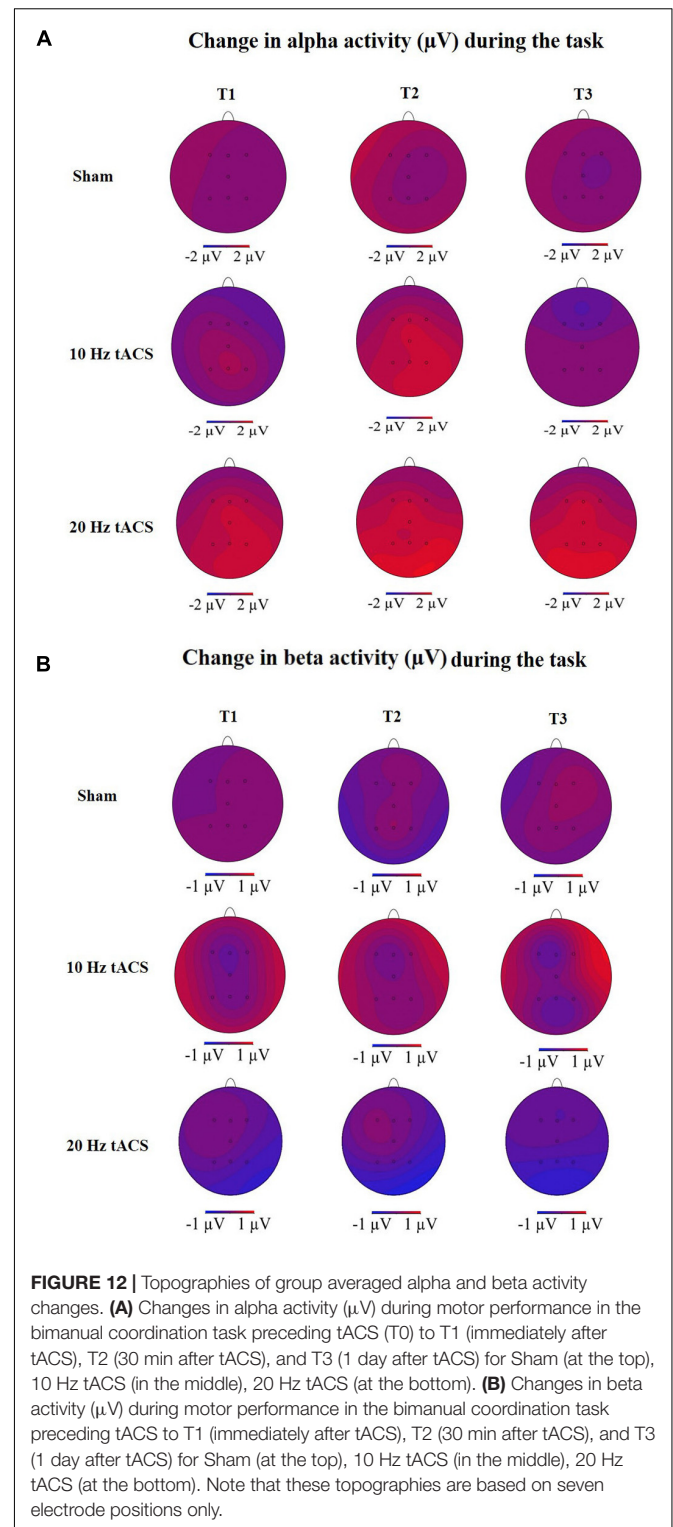 A
Change in alpha activity (µV) during the task
T1 T2 T3
Sham
-2 µV 2 µV -2 µV 2 µV -2 µV 2 µV
10 Hz tACS
-2 µV 2 µV -2 µV 2 µV -2 µV 2 µV
20 Hz tACS
-2 µV 2 µV -2 µV 2 µV -2 µV 2 µV
B
Change in beta activity (µV) during the task
T1 T2 T3
Sham
-1 µV 1 µV -1 µV 1 µV -1 µV 1 µV
10 Hz tACS
-1 µV 1 µV -1 µV 1 µV -1 µV 1 µV
20 Hz tACS
-1 µV 1 µV -1 µV 1 µV -1 µV 1 µV
FIGURE 12 | Topographies of group averaged alpha and beta activity
changes. (A) Changes in alpha activity (µV) during motor performance in the
bimanual coordination task preceding tACS (T0) to T1 (immediately after
tACS), T2 (30 min after tACS), and T3 (1 day after tACS) for Sham (at the top),
10 Hz tACS (in the middle), 20 Hz tACS (at the bottom). (B) Changes in beta
activity (µV) during motor performance in the bimanual coordination task
preceding tACS to T1 (immediately after tACS), T2 (30 min after tACS), and T3
(1 day after tACS) for Sham (at the top), 10 Hz tACS (in the middle), 20 Hz
tACS (at the bottom). Note that these topographies are based on seven
electrode positions only.